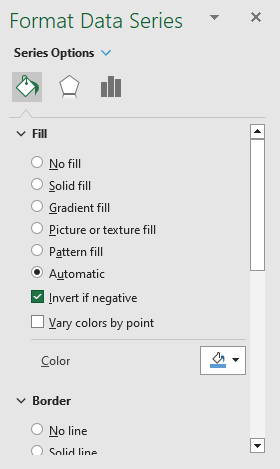 Format Data Series
Series Options
Fill
No fill
Solid fill
Gradient fill
Picture or texture fill
Pattern fill
Automatic
Invert if negative
Vary colors by point
Color
Border
No line
Solid line